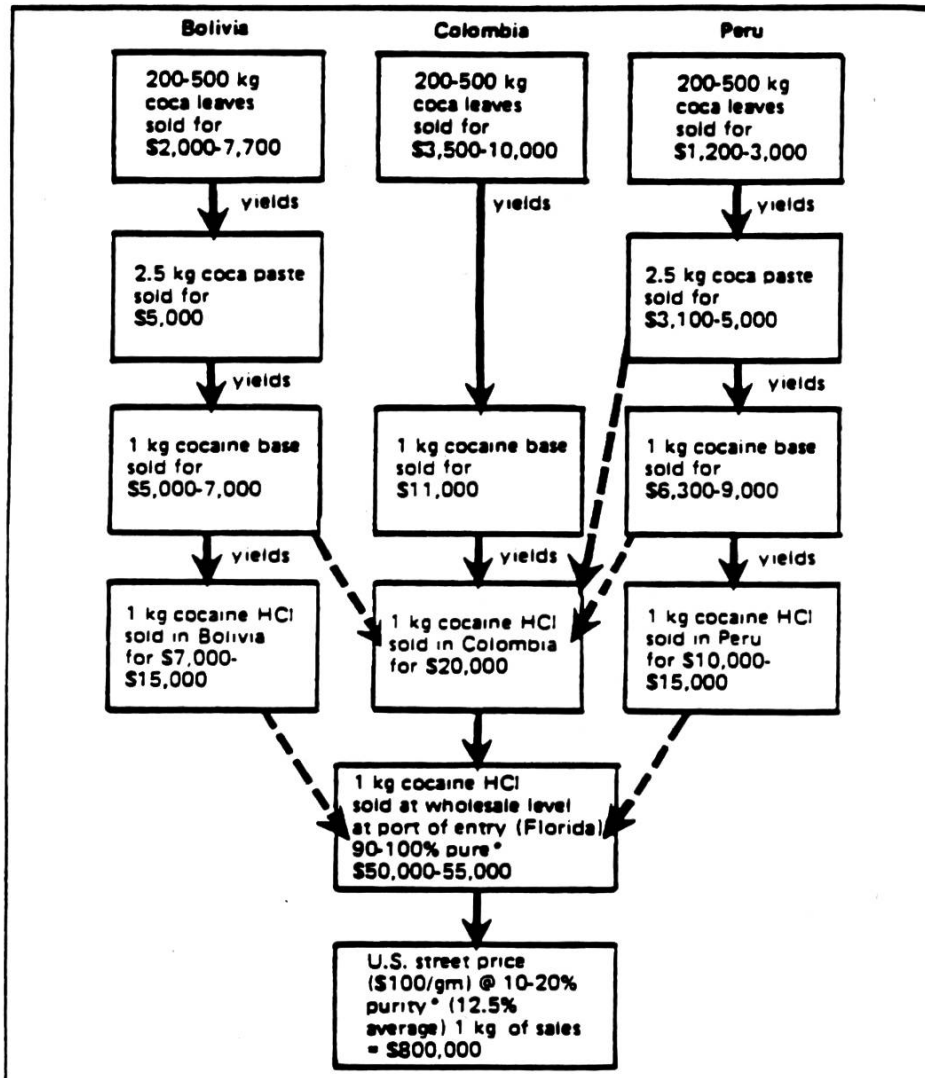 Bolivia
Colombia
Peru
200-500 kg
coca leaves
sold for
$2,000-7,700
200-500 kg
coca leaves
sold for
$3,500-10,000
200-500 kg
coca leaves
sold for
$1,200-3,000
yields
yields
yields
2.5 kg coca paste
sold for
$5,000
2.5 kg coca paste
sold for
$3,100-5,000
yields
yields
1 kg cocaine base
sold for
$5,000-7,000
1 kg cocaine base
sold for
$11,000
1 kg cocaine base
sold for
$6,300-9,000
yields
yields
yields
1 kg cocaine HCl
sold in Bolivia
for $7,000-
$15,000
1 kg cocaine HCl
sold in Colombia
for $20,000
1 kg cocaine HCl
sold in Peru
for $10,000-
$15,000
1 kg cocaine HCl
sold at wholesale level
at port of entry (Florida)
90-100% pure*
$50,000-55,000
U.S. street price
($100/gm) @ 10-20%
purity* (12.5%
average) 1 kg of sales
= $800,000